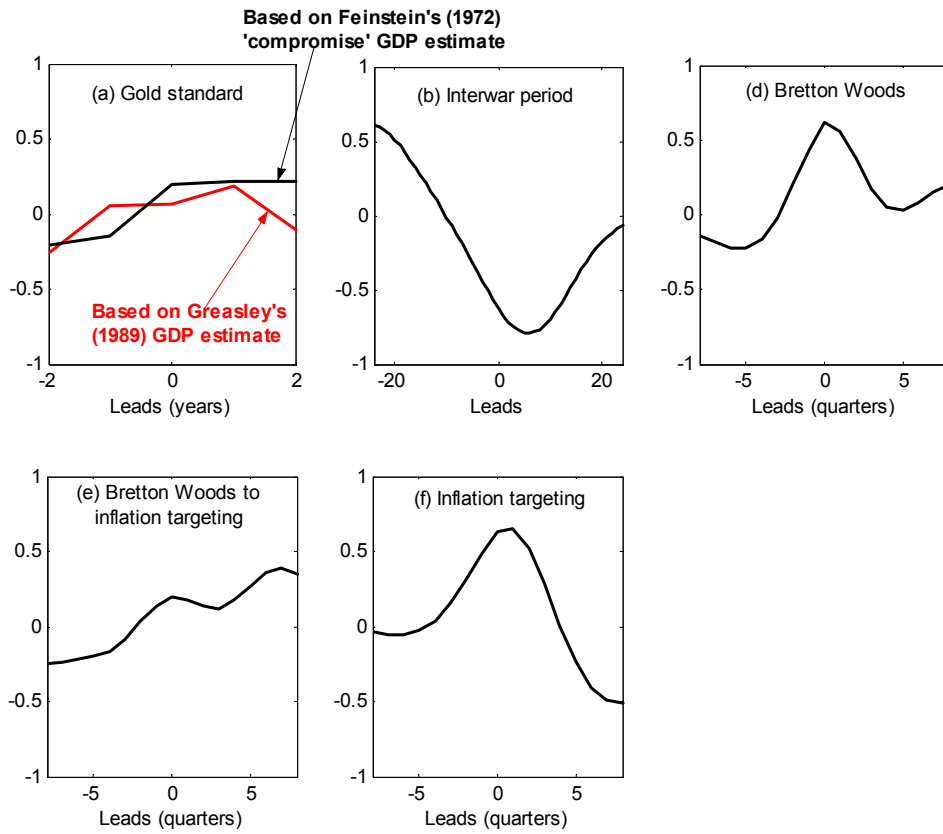 Based on Feinstein's (1972)
'compromise' GDP estimate
1
0.5
0
-0.5
-1
(a) Gold standard
Based on Greasley's
(1989) GDP estimate
-2
0
2
Leads (years)
1
0.5
0
-0.5
-1
(b) Interwar period
-20
0
20
Leads
1
0.5
0
-0.5
-1
(d) Bretton Woods
-5
0
5
Leads (quarters)
1
0.5
0
-0.5
-1
(e) Bretton Woods to
inflation targeting
-5
0
5
Leads (quarters)
1
0.5
0
-0.5
-1
(f) Inflation targeting
-5
0
5
Leads (quarters)